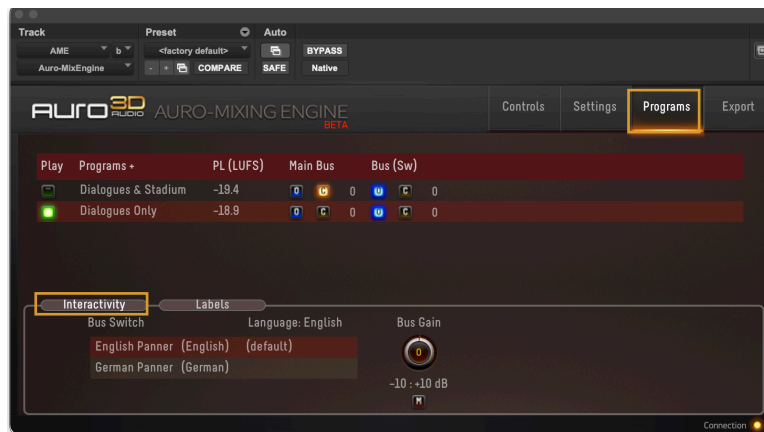 Track Preset Auto
AME b <factory default> BYPASS
Auro-MixEngine - + COMPARE SAFE Native
AURO 3D AUDIO AURO-MIXING ENGINE BETA Controls Settings Programs Export
Play Programs + PL (LUFS) Main Bus Bus (Sw)
Dialogues & Stadium -19.4 0 C 0 U C 0
Dialogues Only -18.9 0 C 0 U C 0
Interactivity Labels
Bus Switch Language: English Bus Gain
English Panner (English) (default) 0
German Panner (German)
-10 : +10 dB
M
Connection